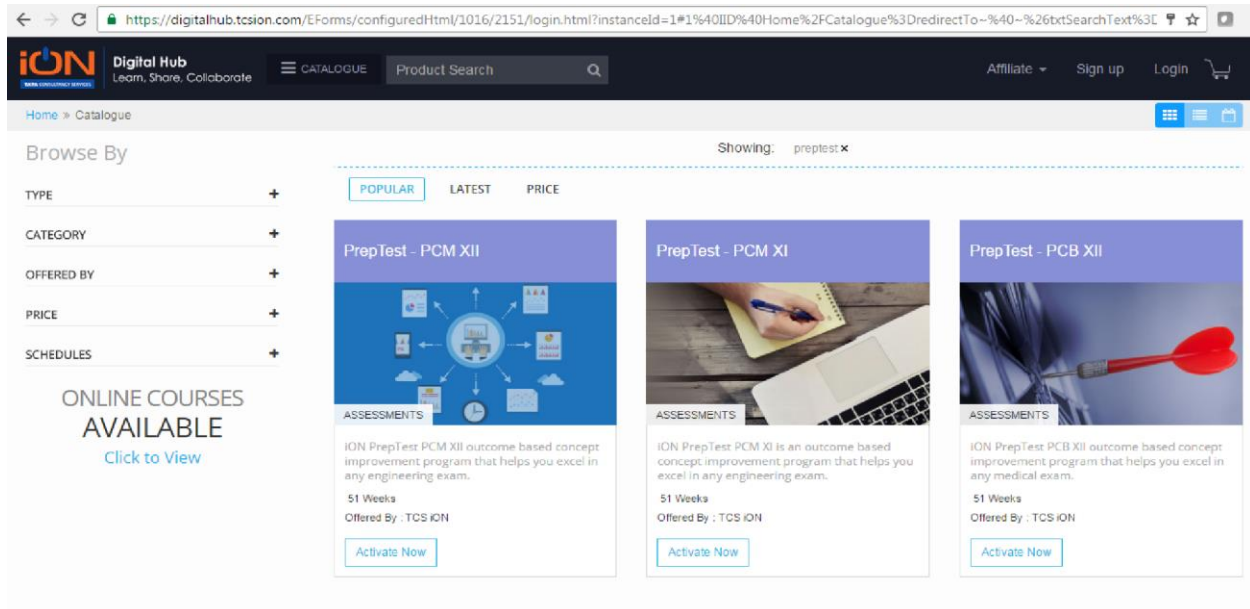 https://digitalhub.tcsion.com/EForms/configuredHtml/1016/2151/login.html?instanceId=1#1%40IID%40Home%2FCatalogue%3DredirectTo~%40~%26txtSearchText%3D
iON
TATA CONSULTANCY SERVICES
Digital Hub
Learn, Share, Collaborate
CATALOGUE
Product Search
Affiliate
Sign up
Login
Home » Catalogue
Browse By
TYPE +
CATEGORY +
OFFERED BY +
PRICE +
SCHEDULES +
ONLINE COURSES
AVAILABLE
Click to View
Showing: preptest ×
POPULAR LATEST PRICE
PrepTest - PCM XII
ASSESSMENTS
iON PrepTest PCM XII outcome based concept
improvement program that helps you excel in
any engineering exam.
51 Weeks
Offered By : TCS iON
Activate Now
PrepTest - PCM XI
ASSESSMENTS
iON PrepTest PCM XI is an outcome based
concept improvement program that helps you
excel in any engineering exam.
51 Weeks
Offered By : TCS iON
Activate Now
PrepTest - PCB XII
ASSESSMENTS
iON PrepTest PCB XII outcome based concept
improvement program that helps you excel in
any medical exam.
51 Weeks
Offered By : TCS iON
Activate Now